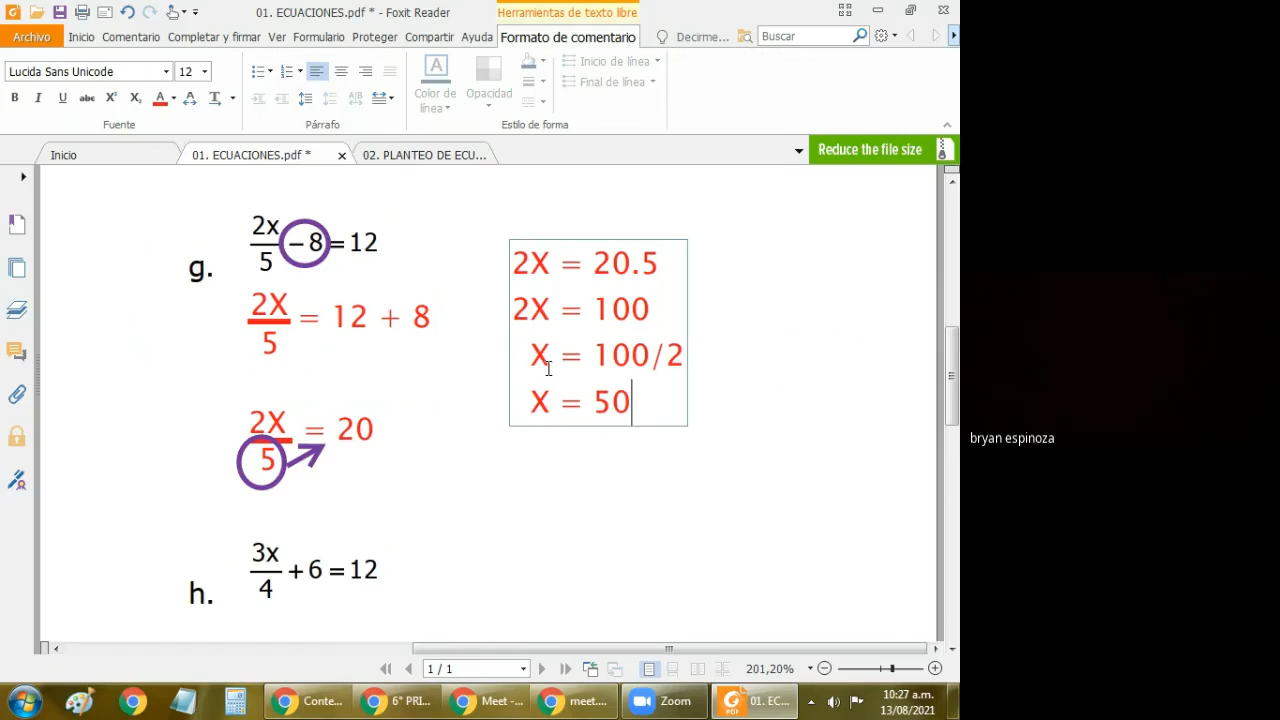 01. ECUACIONES.pdf * - Foxit Reader
Herramientas de texto libre
Archivo Inicio Comentario Completar y firmar Ver Formulario Proteger Compartir Ayuda Formato de comentario Decirme... Buscar
Lucida Sans Unicode 12
Color de línea Opacidad
Inicio de línea
Final de línea
Fuente Párrafo Estilo de forma
Inicio 01. ECUACIONES.pdf * 02. PLANTEO DE ECU... Reduce the file size
g. 2x/5 – 8 = 12
2X/5 = 12 + 8
2X/5 = 20
2X = 20.5
2X = 100
X = 100/2
X = 50
h. 3x/4 + 6 = 12
bryan espinoza
1 / 1 201,20%
Conte... 6° PRI... Meet -... meet.... Zoom 01. EC...
10:27 a.m.
13/08/2021